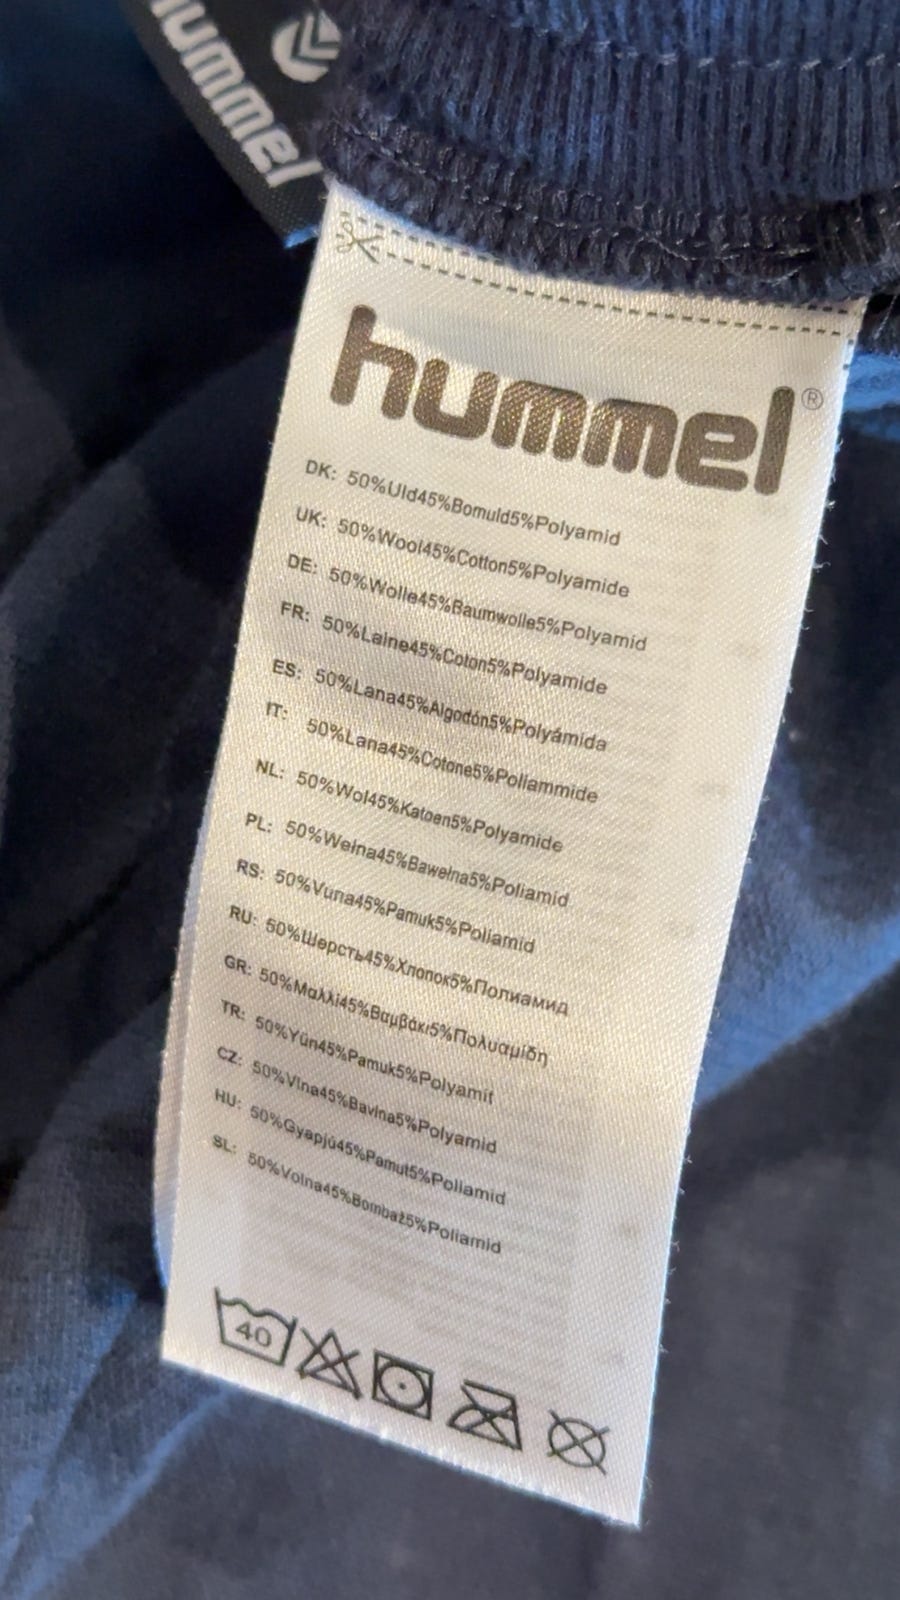 hummel
hummel®
DK: 50%Uld45%Bomuld5%Polyamid
UK: 50%Wool45%Cotton5%Polyamide
DE: 50%Wolle45%Baumwolle5%Polyamid
FR: 50%Laine45%Coton5%Polyamide
ES: 50%Lana45%Algodón5%Polyámida
IT: 50%Lana45%Cotone5%Poliammide
NL: 50%Wol45%Katoen5%Polyamide
PL: 50%Wełna45%Bawełna5%Poliamid
RS: 50%Vuna45%Pamuk5%Poliamid
RU: 50%Шерсть45%Хлопок5%Полиамид
GR: 50%Μαλλί45%Βαμβάκι5%Πολυαμίδη
TR: 50%Yün45%Pamuk5%Polyamit
CZ: 50%Vlna45%Bavlna5%Polyamid
HU: 50%Gyapjú45%Pamut5%Poliamid
SL: 50%Volna45%Bombaž5%Poliamid
40